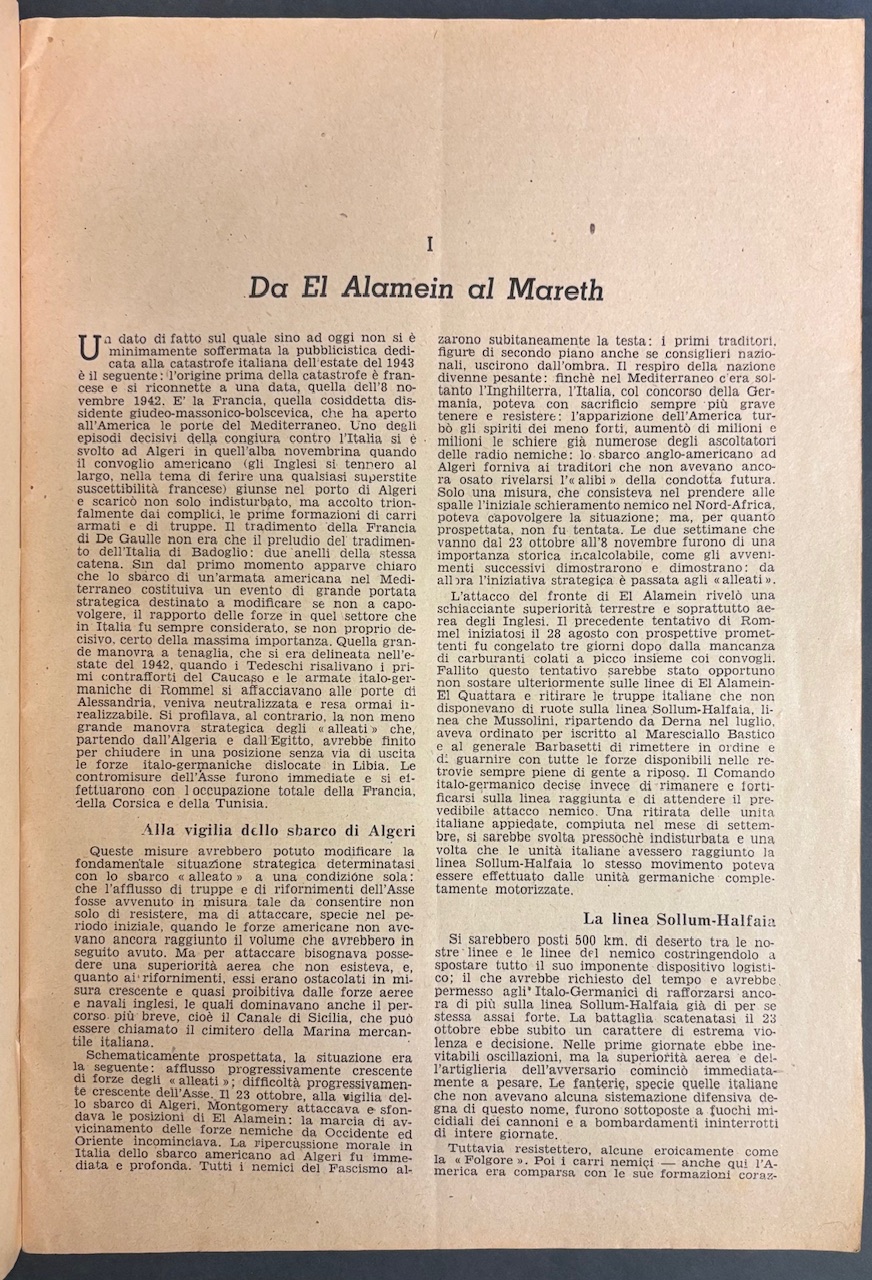 I
Da El Alamein al Mareth
Un dato di fatto sul quale sino ad oggi non si è
minimamente soffermata la pubblicistica dedi-
cata alla catastrofe italiana dell'estate del 1943
è il seguente: l'origine prima della catastrofe è fran-
cese e si riconnette a una data, quella dell'8 no-
vembre 1942. E' la Francia, quella cosiddetta dis-
sidente giudeo-massonico-bolscevica, che ha aperto
all'America le porte del Mediterraneo. Uno degli
episodi decisivi della congiura contro l'Italia si è
svolto ad Algeri in quell'alba novembrina quando
il convoglio americano (gli Inglesi si tennero al
largo, nella tema di ferire una qualsiasi superstite
suscettibilità francese) giunse nel porto di Algeri
e scaricò non solo indisturbato, ma accolto trion-
falmente dai complici, le prime formazioni di carri
armati e di truppe. Il tradimento della Francia
di De Gaulle non era che il preludio del tradimen-
to dell'Italia di Badoglio: due anelli della stessa
catena. Sin dal primo momento apparve chiaro
che lo sbarco di un'armata americana nel Medi-
terraneo costituiva un evento di grande portata
strategica destinato a modificare se non a capo-
volgere, il rapporto delle forze in quel settore che
in Italia fu sempre considerato, se non proprio de-
cisivo, certo della massima importanza. Quella gran-
de manovra a tenaglia, che si era delineata nell'e-
state del 1942, quando i Tedeschi risalivano i pri-
mi contrafforti del Caucaso e le armate italo-ger-
maniche di Rommel si affacciavano alle porte di
Alessandria, veniva neutralizzata e resa ormai ir-
realizzabile. Si profilava, al contrario, la non meno
grande manovra strategica degli « alleati » che,
partendo dall'Algeria e dall'Egitto, avrebbe finito
per chiudere in una posizione senza via di uscita
le forze italo-germaniche dislocate in Libia. Le
contromisure dell'Asse furono immediate e si ef-
fettuarono con l'occupazione totale della Francia,
della Corsica e della Tunisia.
Alla vigilia dello sbarco di Algeri
Queste misure avrebbero potuto modificare la
fondamentale situazione strategica determinatasi
con lo sbarco « alleato » a una condizione sola:
che l'afflusso di truppe e di rifornimenti dell'Asse
fosse avvenuto in misura tale da consentire non
solo di resistere, ma di attaccare, specie nel pe-
riodo iniziale, quando le forze americane non ave-
vano ancora raggiunto il volume che avrebbero in
seguito avuto. Ma per attaccare bisognava posse-
dere una superiorità aerea che non esisteva, e,
quanto ai rifornimenti, essi erano ostacolati in mi-
sura crescente e quasi proibitiva dalle forze aeree
e navali inglesi, le quali dominavano anche il per-
corso più breve, cioè il Canale di Sicilia, che può
essere chiamato il cimitero della Marina mercan-
tile italiana.
Schematicamente prospettata, la situazione era
la seguente: afflusso progressivamente crescente
di forze degli « alleati »; difficoltà progressivamen-
te crescente dell'Asse. Il 23 ottobre, alla vigilia del-
lo sbarco di Algeri, Montgomery attaccava e sfon-
dava le posizioni di El Alamein: la marcia di av-
vicinamento delle forze nemiche da Occidente ed
Oriente incominciava. La ripercussione morale in
Italia dello sbarco americano ad Algeri fu imme-
diata e profonda. Tutti i nemici del Fascismo al-
zarono subitaneamente la testa: i primi traditori,
figure di secondo piano anche se consiglieri nazio-
nali, uscirono dall'ombra. Il respiro della nazione
divenne pesante: finchè nel Mediterraneo c'era sol-
tanto l'Inghilterra, l'Italia, col concorso della Ger-
mania, poteva con sacrificio sempre più grave
tenere e resistere; l'apparizione dell'America tur-
bò gli spiriti dei meno forti, aumentò di milioni e
milioni le schiere già numerose degli ascoltatori
delle radio nemiche: lo sbarco anglo-americano ad
Algeri forniva ai traditori che non avevano anco-
ra osato rivelarsi l'« alibi » della condotta futura.
Solo una misura, che consisteva nel prendere alle
spalle l'iniziale schieramento nemico nel Nord-Africa,
poteva capovolgere la situazione; ma, per quanto
prospettata, non fu tentata. Le due settimane che
vanno dal 23 ottobre all'8 novembre furono di una
importanza storica incalcolabile, come gli avveni-
menti successivi dimostrarono e dimostrano: da
allora l'iniziativa strategica è passata agli « alleati ».
L'attacco del fronte di El Alamein rivelò una
schiacciante superiorità terrestre e soprattutto ae-
rea degli Inglesi. Il precedente tentativo di Rom-
mel iniziatosi il 28 agosto con prospettive promet-
tenti fu congelato tre giorni dopo dalla mancanza
di carburanti colati a picco insieme coi convogli.
Fallito questo tentativo sarebbe stato opportuno
non sostare ulteriormente sulle linee di El Alamein-
El Quattara e ritirare le truppe italiane che non
disponevano di ruote sulla linea Sollum-Halfaia, li-
nea che Mussolini, ripartendo da Derna nel luglio,
aveva ordinato per iscritto al Maresciallo Bastico
e al generale Barbasetti di rimettere in ordine e
di guarnire con tutte le forze disponibili nelle re-
trovie sempre piene di gente a riposo. Il Comando
italo-germanico decise invece di rimanere e forti-
ficarsi sulla linea raggiunta e di attendere il pre-
vedibile attacco nemico. Una ritirata delle unità
italiane appiedate, compiuta nel mese di settem-
bre, si sarebbe svolta pressochè indisturbata e una
volta che le unità italiane avessero raggiunto la
linea Sollum-Halfaia lo stesso movimento poteva
essere effettuato dalle unità germaniche comple-
tamente motorizzate.
La linea Sollum-Halfaia
Si sarebbero posti 500 km. di deserto tra le no-
stre linee e le linee del nemico costringendolo a
spostare tutto il suo imponente dispositivo logisti-
co; il che avrebbe richiesto del tempo e avrebbe
permesso agli Italo-Germanici di rafforzarsi anco-
ra di più sulla linea Sollum-Halfaia già di per se
stessa assai forte. La battaglia scatenatasi il 23
ottobre ebbe subito un carattere di estrema vio-
lenza e decisione. Nelle prime giornate ebbe ine-
vitabili oscillazioni, ma la superiorità aerea e del-
l'artiglieria dell'avversario cominciò immediata-
mente a pesare. Le fanterie, specie quelle italiane
che non avevano alcuna sistemazione difensiva de-
gna di questo nome, furono sottoposte a fuochi mi-
cidiali dei cannoni e a bombardamenti ininterrotti
di intere giornate.
Tuttavia resistettero, alcune eroicamente come
la « Folgore ». Poi i carri nemici — anche qui l'A-
merica era comparsa con le sue formazioni coraz-